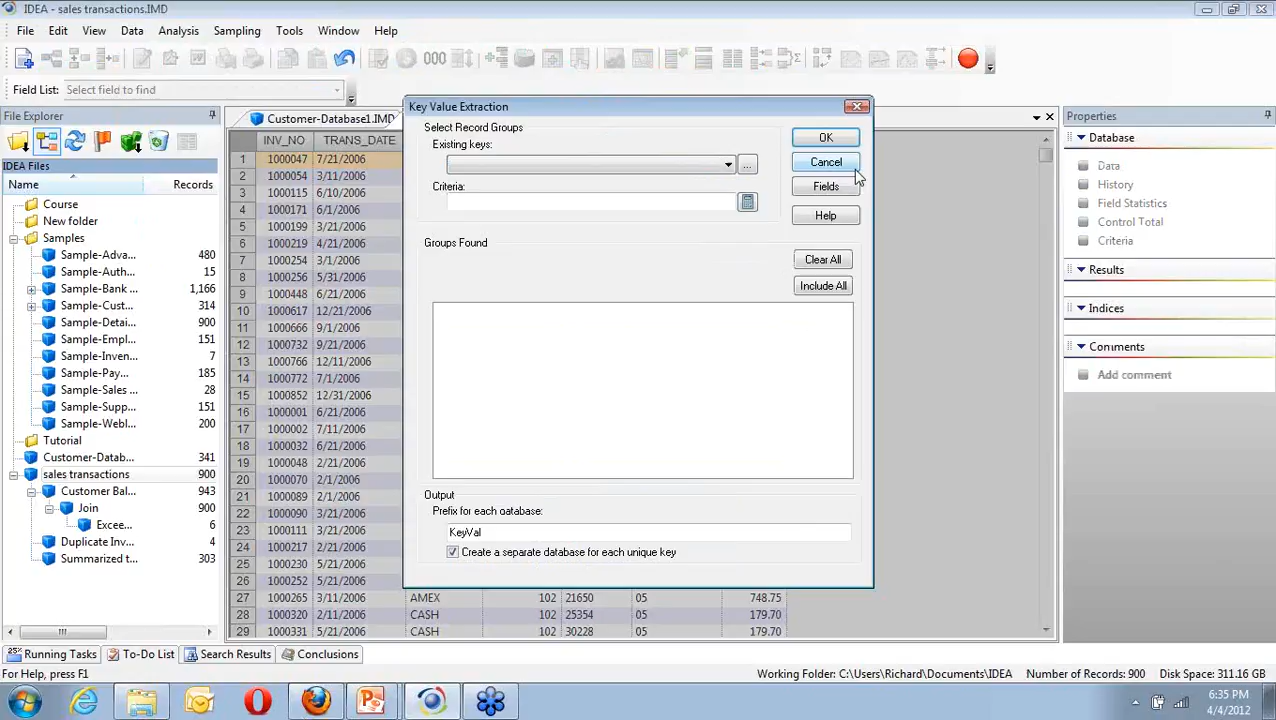 IDEA - sales transactions.IMD
File Edit View Data Analysis Sampling Tools Window Help
Field List: Select field to find
File Explorer
IDEA Files
Name Records
Course
New folder
Samples
Sample-Adva... 480
Sample-Auth... 15
Sample-Bank ... 1,166
Sample-Cust... 314
Sample-Detai... 900
Sample-Empl... 151
Sample-Inven... 7
Sample-Pay... 185
Sample-Sales ... 28
Sample-Supp... 151
Sample-Webl... 200
Tutorial
Customer-Datab... 341
sales transactions 900
Customer Bal... 943
Join 900
Excee... 6
Duplicate Inv... 4
Summarized t... 303
Customer-Database1.IMD
INV_NO TRANS_DATE
1 1000047 7/21/2006
2 1000054 3/11/2006
3 1000115 6/10/2006
4 1000171 6/1/2006
5 1000199 3/21/2006
6 1000219 4/21/2006
7 1000254 3/1/2006
8 1000256 5/31/2006
9 1000448 6/21/2006
10 1000617 12/21/2006
11 1000666 9/1/2006
12 1000732 9/21/2006
13 1000766 12/11/2006
14 1000772 7/1/2006
15 1000852 12/31/2006
16 1000001 6/21/2006
17 1000002 7/11/2006
18 1000032 6/21/2006
19 1000048 2/21/2006
20 1000070 2/1/2006
21 1000089 2/1/2006
22 1000090 3/21/2006
23 1000111 3/21/2006
24 1000217 2/21/2006
25 1000230 5/21/2006
26 1000252 5/21/2006
27 1000265 3/11/2006 AMEX 102 21650 05 748.75
28 1000320 2/11/2006 CASH 102 25354 05 179.70
29 1000331 5/21/2006 CASH 102 30228 05 179.70
Key Value Extraction
Select Record Groups
Existing keys:
...
Criteria:
OK
Cancel
Fields
Help
Groups Found
Clear All
Include All
Output
Prefix for each database:
KeyVal
Create a separate database for each unique key
Properties
Database
Data
History
Field Statistics
Control Total
Criteria
Results
Indices
Comments
Add comment
Running Tasks To-Do List Search Results Conclusions
For Help, press F1
Working Folder: C:\Users\Richard\Documents\IDEA Number of Records: 900 Disk Space: 311.16 GB
6:35 PM
4/4/2012